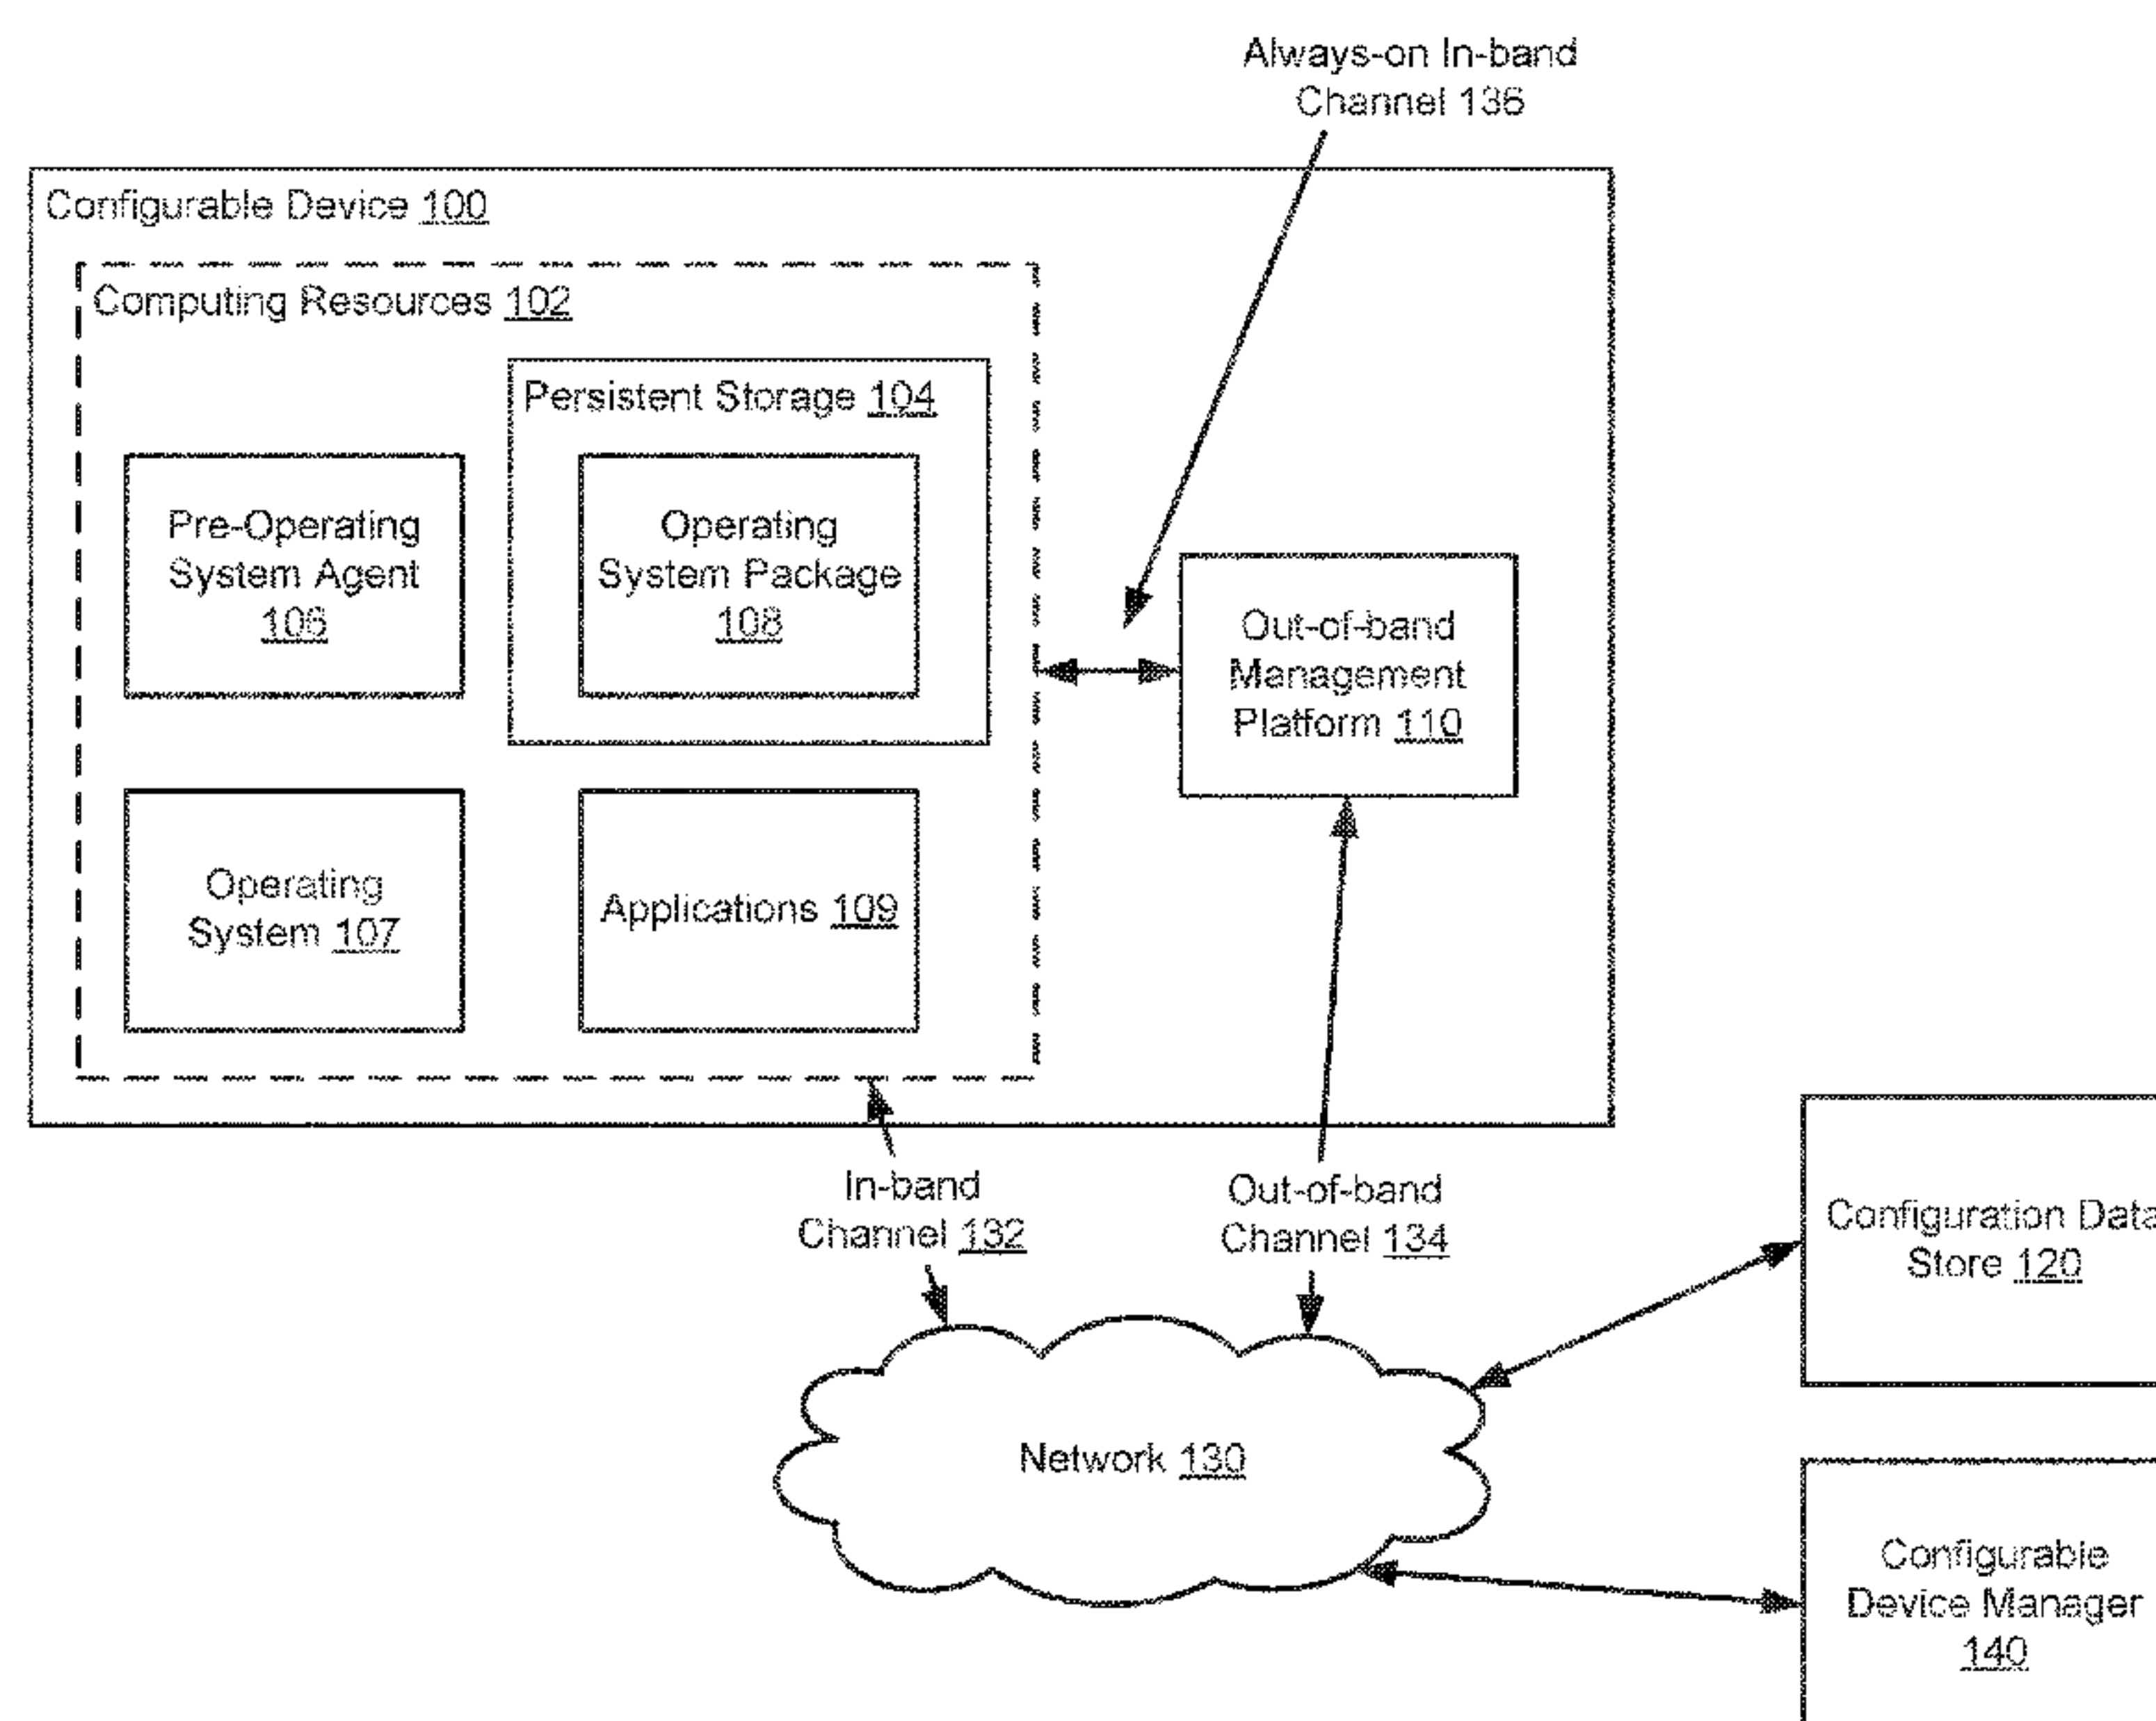 Always-on In-band
Channel 136
Configurable Device 100
Computing Resources 102
Persistent Storage 104
Pre-Operating
System Agent
106
Operating
System Package
108
Out-of-band
Management
Platform 110
Operating
System 107
Applications 109
In-band
Channel 132
Out-of-band
Channel 134
Configuration Data
Store 120
Network 130
Configurable
Device Manager
140